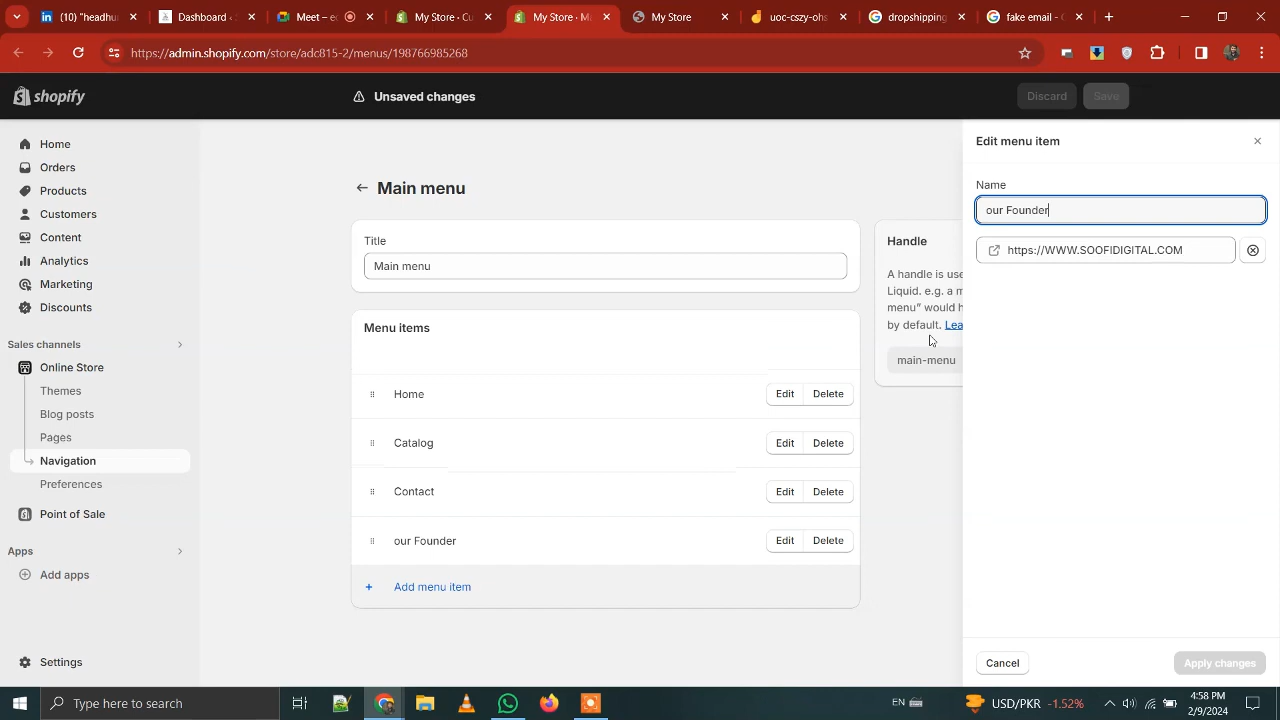 in (10) "headhu
Dashboard -
Meet – e
My Store · Cu
My Store · M
My Store
uoc-cszy-ohs
dropshipping
fake email - G
https://admin.shopify.com/store/adc815-2/menus/198766985268
shopify
Unsaved changes
Discard
Save
Home
Orders
Products
Customers
Content
Analytics
Marketing
Discounts
Sales channels
Online Store
Themes
Blog posts
Pages
Navigation
Preferences
Point of Sale
Apps
Add apps
Settings
Main menu
Title
Main menu
Menu items
Home
Edit
Delete
Catalog
Edit
Delete
Contact
Edit
Delete
our Founder
Edit
Delete
+ Add menu item
Handle
A handle is use
Liquid. e.g. a m
menu" would h
by default. Lea
main-menu
Edit menu item
Name
our Founder
https://WWW.SOOFIDIGITAL.COM
Cancel
Apply changes
Type here to search
EN
USD/PKR -1.52%
4:58 PM
2/9/2024